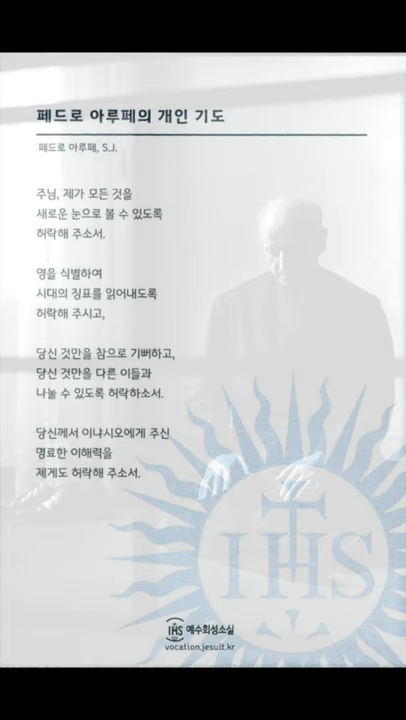 페드로 아루페의 개인 기도
페드로 아루페, S.J.
주님, 제가 모든 것을
새로운 눈으로 볼 수 있도록
허락해 주소서.
영을 식별하여
시대의 징표를 읽어내도록
허락해 주시고,
당신 것만을 참으로 기뻐하고,
당신 것만을 다른 이들과
나눌 수 있도록 허락하소서.
당신께서 이냐시오에게 주신
명료한 이해력을
제게도 허락해 주소서.
IHS
IHS 예수회성소실
vocation.jesuit.kr